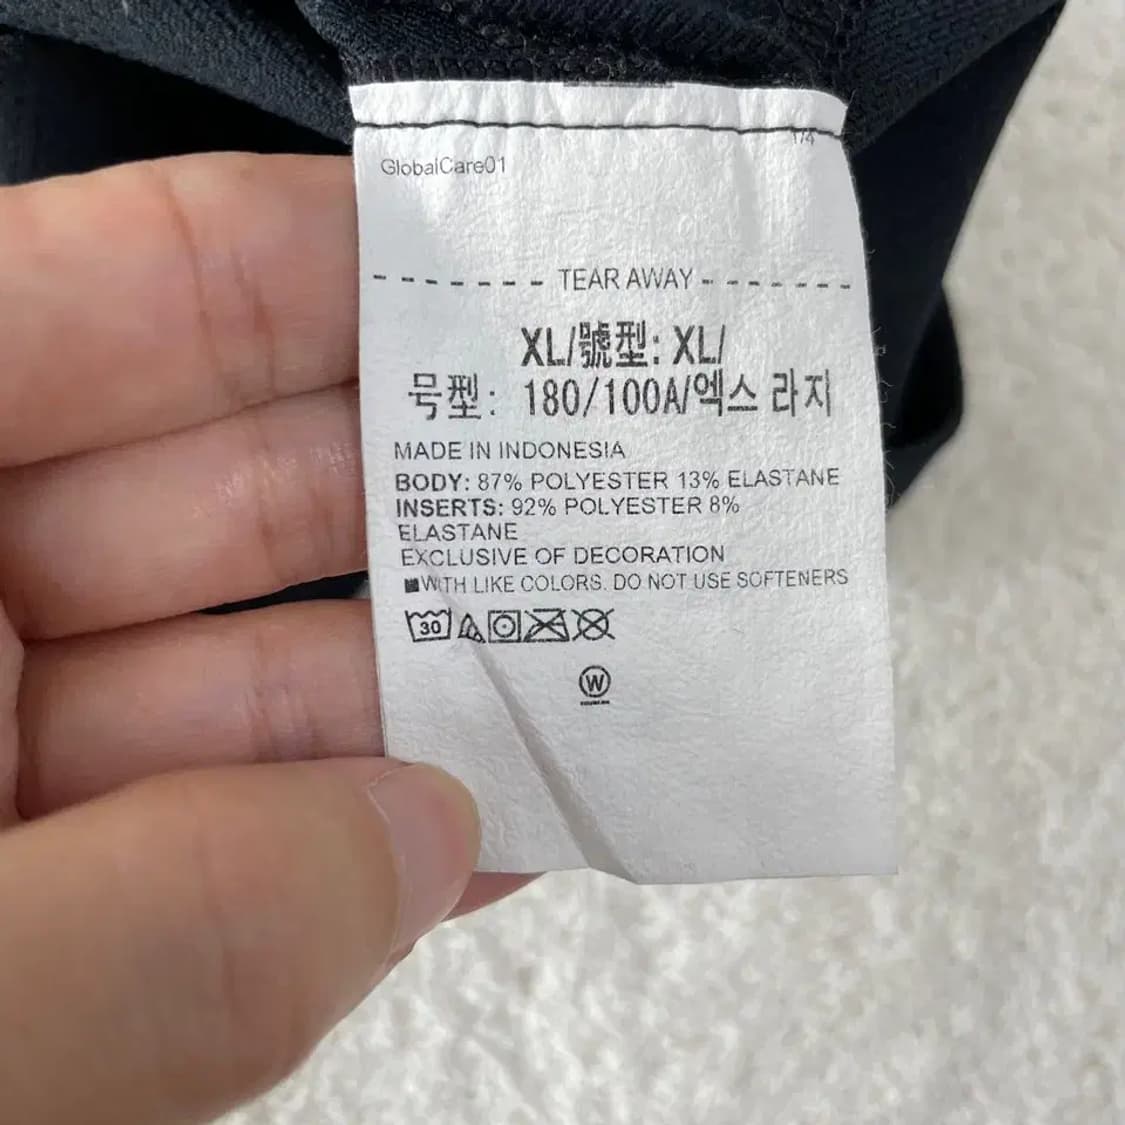 1/4
GlobalCare01
TEAR AWAY
XL/號型: XL/
号型: 180/100A/엑스 라지
MADE IN INDONESIA
BODY: 87% POLYESTER 13% ELASTANE
INSERTS: 92% POLYESTER 8%
ELASTANE
EXCLUSIVE OF DECORATION
WITH LIKE COLORS. DO NOT USE SOFTENERS
30
W